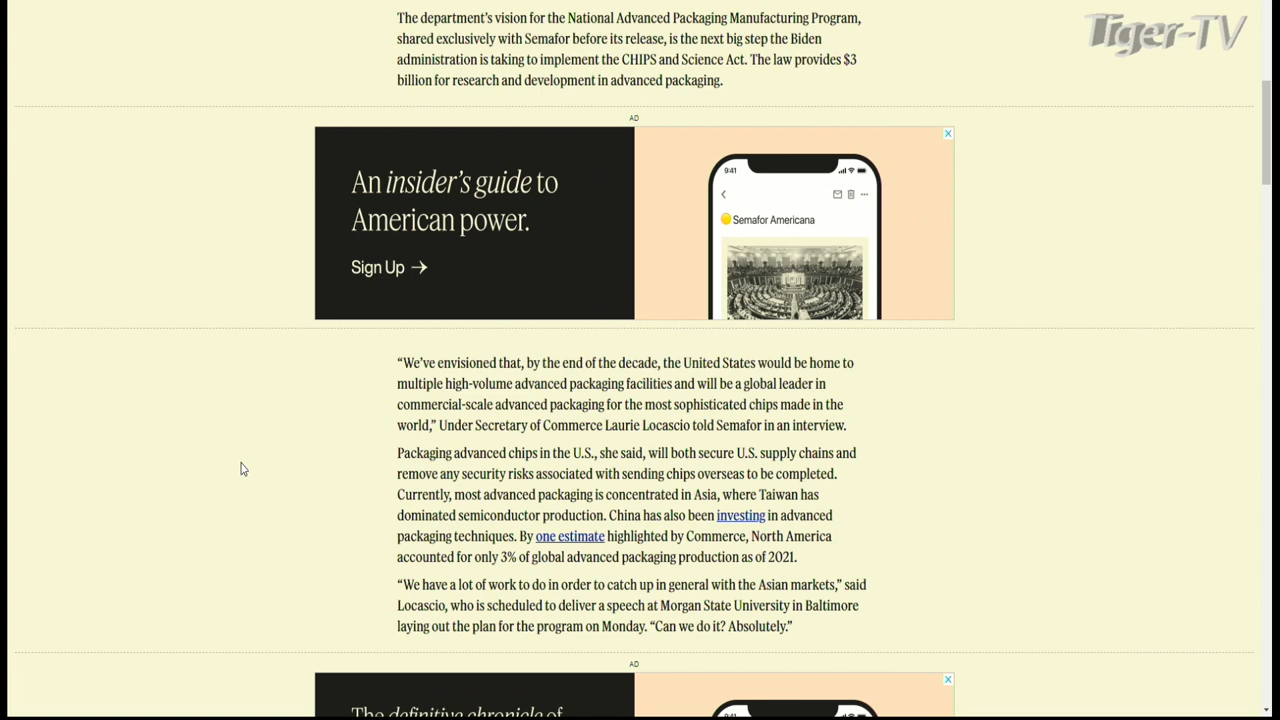 Tiger-TV
The department’s vision for the National Advanced Packaging Manufacturing Program,
shared exclusively with Semafor before its release, is the next big step the Biden
administration is taking to implement the CHIPS and Science Act. The law provides $3
billion for research and development in advanced packaging.
AD
An insider’s guide to
American power.
Sign Up →
9:41
Semafor Americana
“We’ve envisioned that, by the end of the decade, the United States would be home to
multiple high-volume advanced packaging facilities and will be a global leader in
commercial-scale advanced packaging for the most sophisticated chips made in the
world,” Under Secretary of Commerce Laurie Locascio told Semafor in an interview.
Packaging advanced chips in the U.S., she said, will both secure U.S. supply chains and
remove any security risks associated with sending chips overseas to be completed.
Currently, most advanced packaging is concentrated in Asia, where Taiwan has
dominated semiconductor production. China has also been investing in advanced
packaging techniques. By one estimate highlighted by Commerce, North America
accounted for only 3% of global advanced packaging production as of 2021.
“We have a lot of work to do in order to catch up in general with the Asian markets,” said
Locascio, who is scheduled to deliver a speech at Morgan State University in Baltimore
laying out the plan for the program on Monday. “Can we do it? Absolutely.”
AD
The definitive chronicle of
9:41